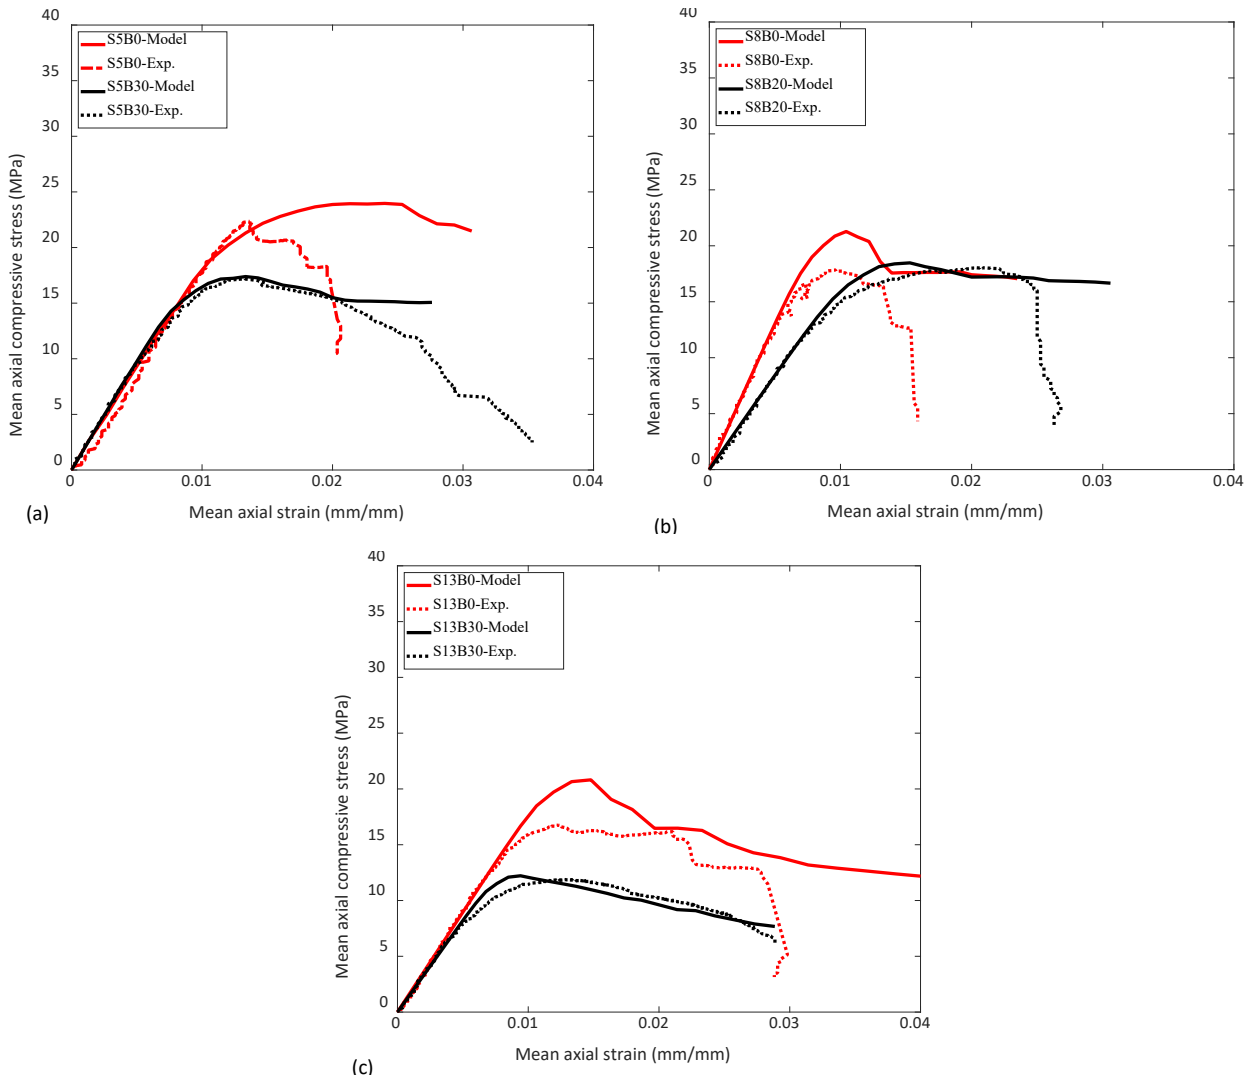 40
35
30
25
20
15
10
5
0
Mean axial compressive stress (MPa)
S5B0-Model
S5B0-Exp.
S5B30-Model
S5B30-Exp.
0
0.01
0.02
0.03
0.04
Mean axial strain (mm/mm)
(a)
40
35
30
25
20
15
10
5
0
Mean axial compressive stress (MPa)
S8B0-Model
S8B0-Exp.
S8B20-Model
S8B20-Exp.
0
0.01
0.02
0.03
0.04
Mean axial strain (mm/mm)
(b)
40
35
30
25
20
15
10
5
0
Mean axial compressive stress (MPa)
S13B0-Model
S13B0-Exp.
S13B30-Model
S13B30-Exp.
0
0.01
0.02
0.03
0.04
Mean axial strain (mm/mm)
(c)